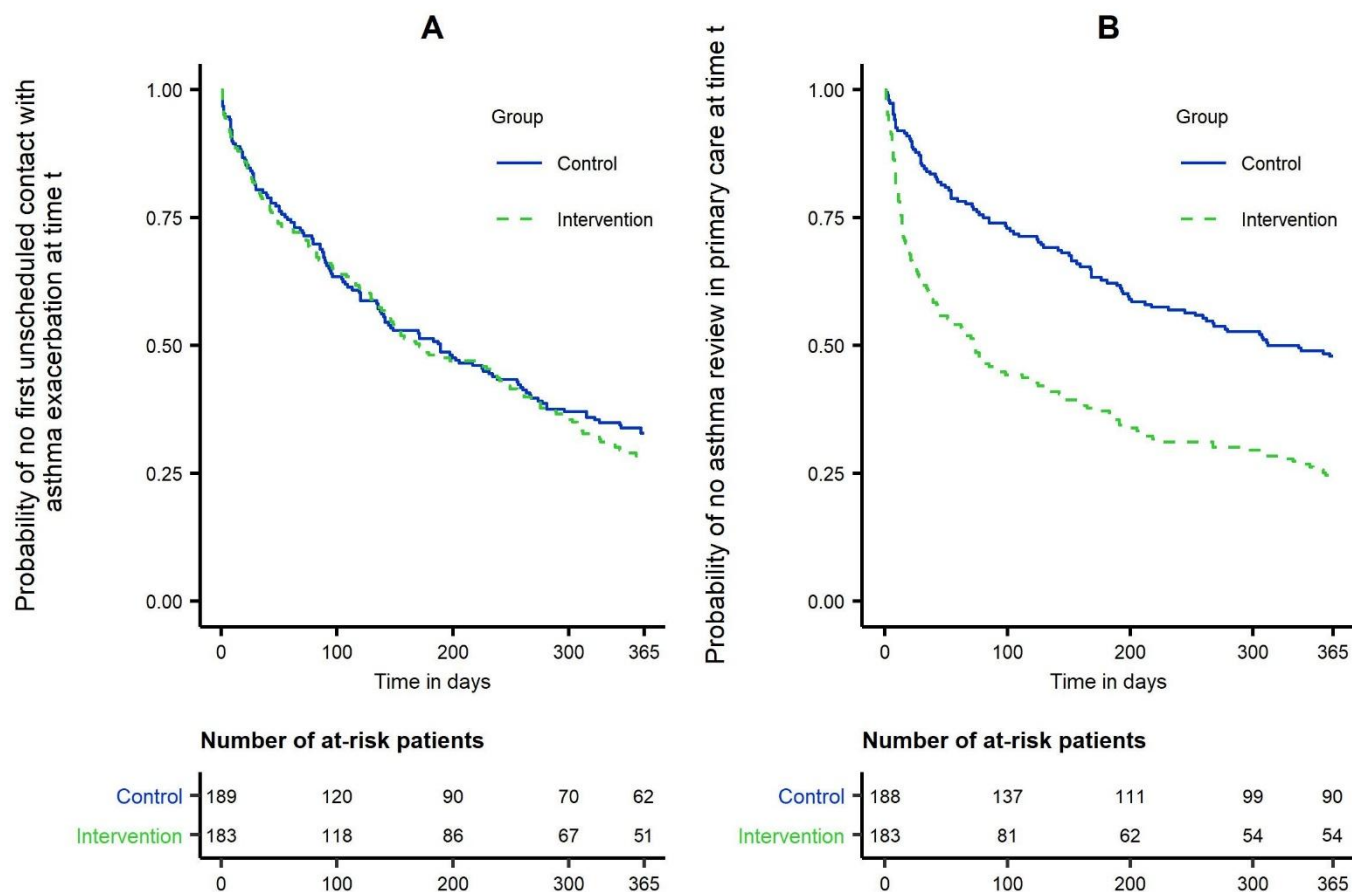 A
Probability of no first unscheduled contact with
asthma exacerbation at time t
1.00
0.75
0.50
0.25
0.00
Group
Control
Intervention
0 100 200 300 365
Time in days
Number of at-risk patients
Control 189 120 90 70 62
Intervention 183 118 86 67 51
0 100 200 300 365
B
Probability of no asthma review in primary care at time t
1.00
0.75
0.50
0.25
0.00
Group
Control
Intervention
0 100 200 300 365
Time in days
Number of at-risk patients
Control 188 137 111 99 90
Intervention 183 81 62 54 54
0 100 200 300 365